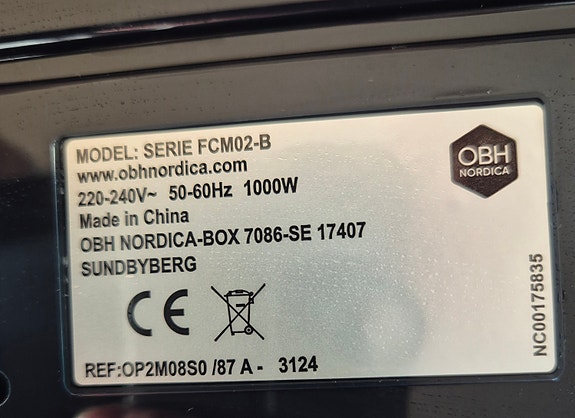 MODEL: SERIE FCM02-B
www.obhnordica.com
220-240V~ 50-60Hz 1000W
Made in China
OBH NORDICA-BOX 7086-SE 17407
SUNDBYBERG
CE
REF:OP2M08S0 /87 A - 3124
OBH
NORDICA
NC00175835